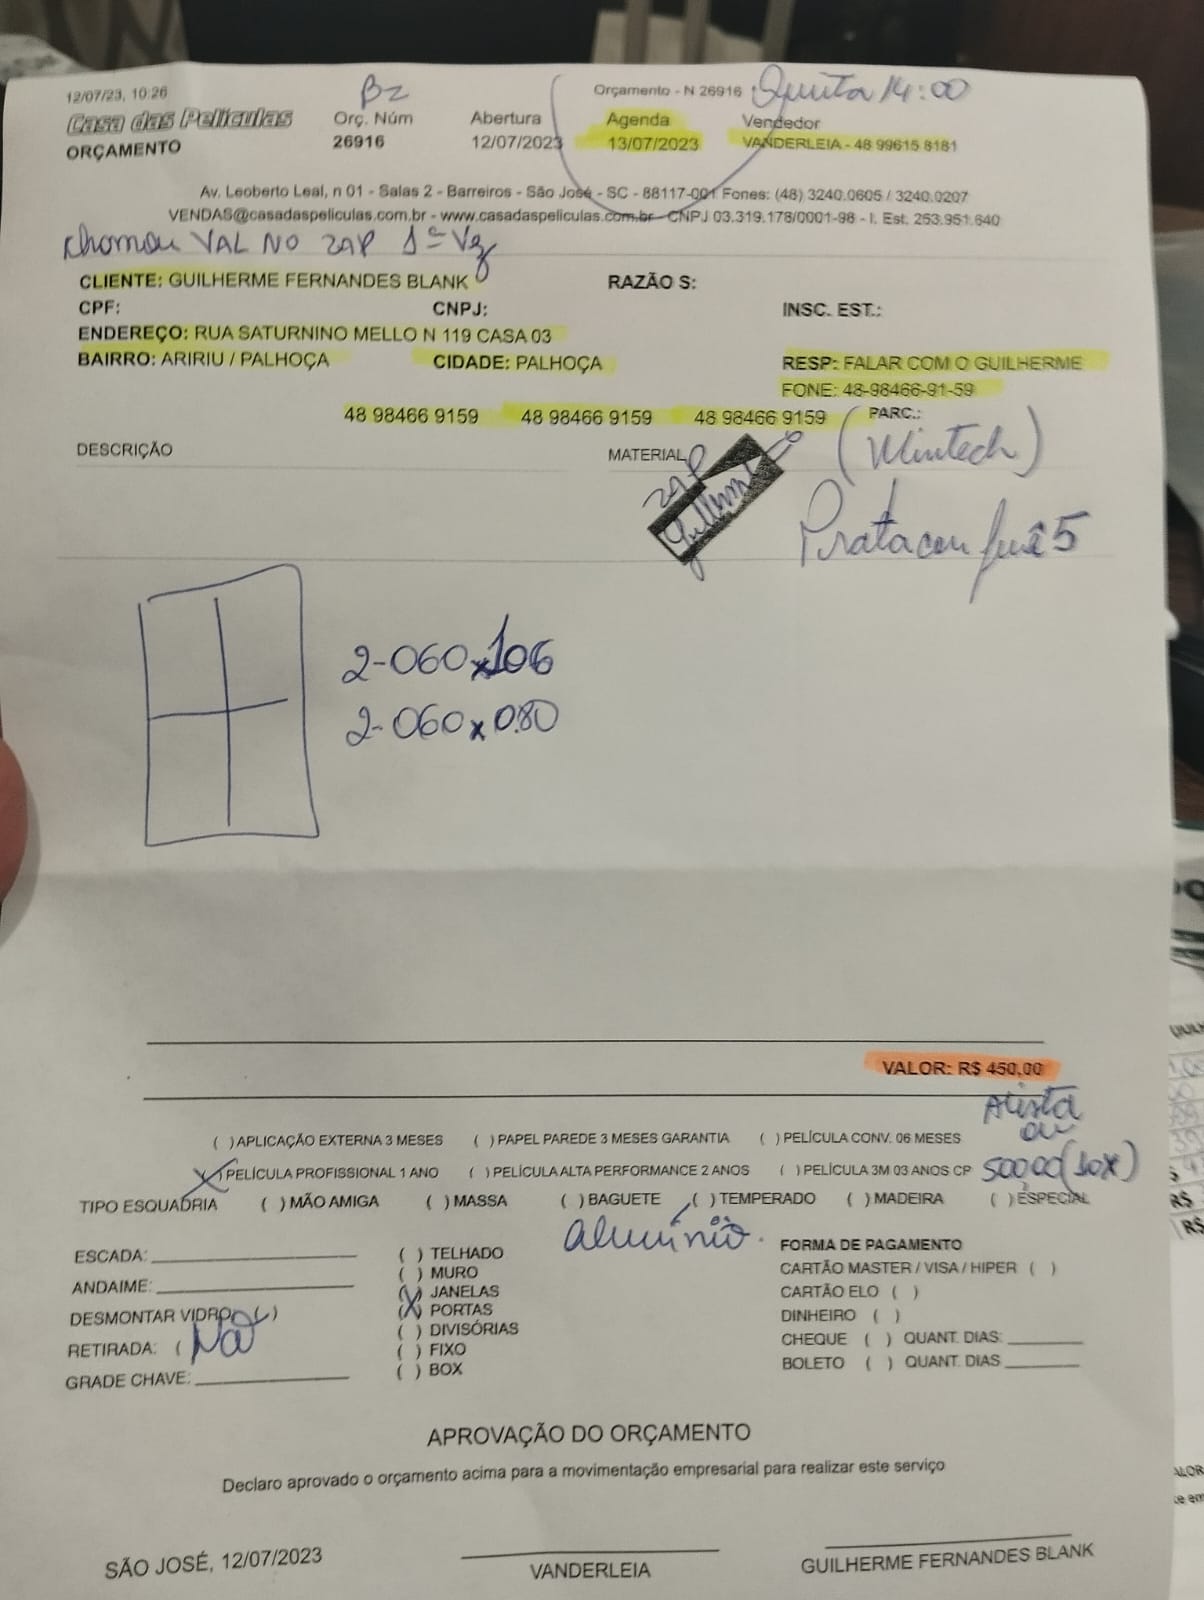 12/07/23, 10:26
Bz
Orçamento - N 26916
Quinta 14:00
Casa das Películas
Orç. Núm
Abertura
Agenda
Vendedor
ORÇAMENTO
26916
12/07/2023
13/07/2023
VANDERLEIA - 48 99615 8181
Av. Leoberto Leal, n 01 - Salas 2 - Barreiros - São José - SC - 88117-001 Fones: (48) 3240.0605 / 3240.0207
VENDAS@casadaspeliculas.com.br - www.casadaspeliculas.com.br - CNPJ 03.319.178/0001-98 - I. Est: 253.951.640
chamou VAL NO ZAP 1ª Vez
CLIENTE: GUILHERME FERNANDES BLANK
RAZÃO S:
CPF:
CNPJ:
INSC. EST.:
ENDEREÇO: RUA SATURNINO MELLO N 119 CASA 03
BAIRRO: ARIRIU / PALHOÇA
CIDADE: PALHOÇA
RESP: FALAR COM O GUILHERME
FONE: 48-98466-91-59
48 98466 9159
48 98466 9159
48 98466 9159
PARC.:
(Wintech)
DESCRIÇÃO
MATERIAL
ZAP
Prata com fumê 5
2-060x106
2-060x080
VALOR: R$ 450,00
Avista
ou
( ) APLICAÇÃO EXTERNA 3 MESES ( ) PAPEL PAREDE 3 MESES GARANTIA ( ) PELÍCULA CONV. 06 MESES
(X) PELÍCULA PROFISSIONAL 1 ANO ( ) PELÍCULA ALTA PERFORMANCE 2 ANOS ( ) PELÍCULA 3M 03 ANOS CP
500,00 (10x)
TIPO ESQUADRIA ( ) MÃO AMIGA ( ) MASSA ( ) BAGUETE ( ) TEMPERADO ( ) MADEIRA ( ) ESPECIAL
alumínio.
ESCADA:
ANDAIME:
DESMONTAR VIDRO: ( )
RETIRADA: (
Não
GRADE CHAVE:
( ) TELHADO
( ) MURO
( ) JANELAS
(X) PORTAS
( ) DIVISÓRIAS
( ) FIXO
( ) BOX
FORMA DE PAGAMENTO
CARTÃO MASTER / VISA / HIPER ( )
CARTÃO ELO ( )
DINHEIRO ( )
CHEQUE ( ) QUANT. DIAS:
BOLETO ( ) QUANT. DIAS
APROVAÇÃO DO ORÇAMENTO
Declaro aprovado o orçamento acima para a movimentação empresarial para realizar este serviço
SÃO JOSÉ, 12/07/2023
VANDERLEIA
GUILHERME FERNANDES BLANK
R$
R$